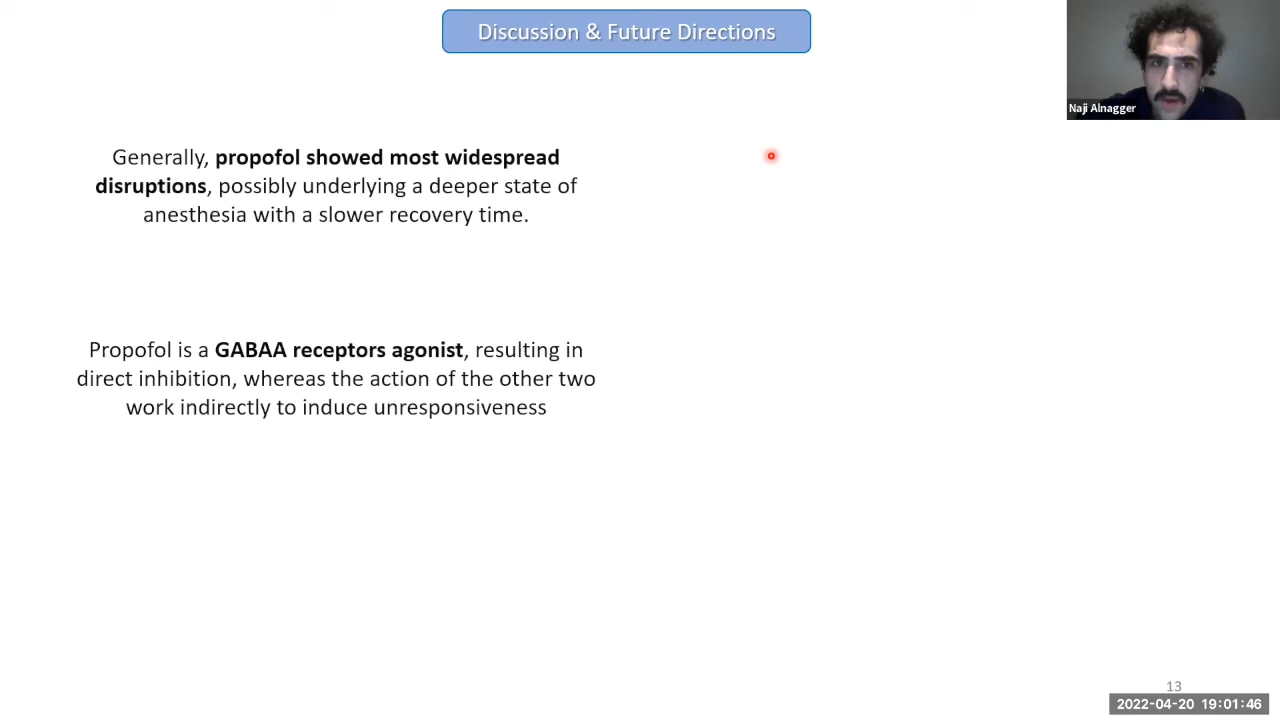 Discussion & Future Directions
Naji Alnagger
Generally, propofol showed most widespread
disruptions, possibly underlying a deeper state of
anesthesia with a slower recovery time.
Propofol is a GABAA receptors agonist, resulting in
direct inhibition, whereas the action of the other two
work indirectly to induce unresponsiveness
13
2022-04-20 19:01:46